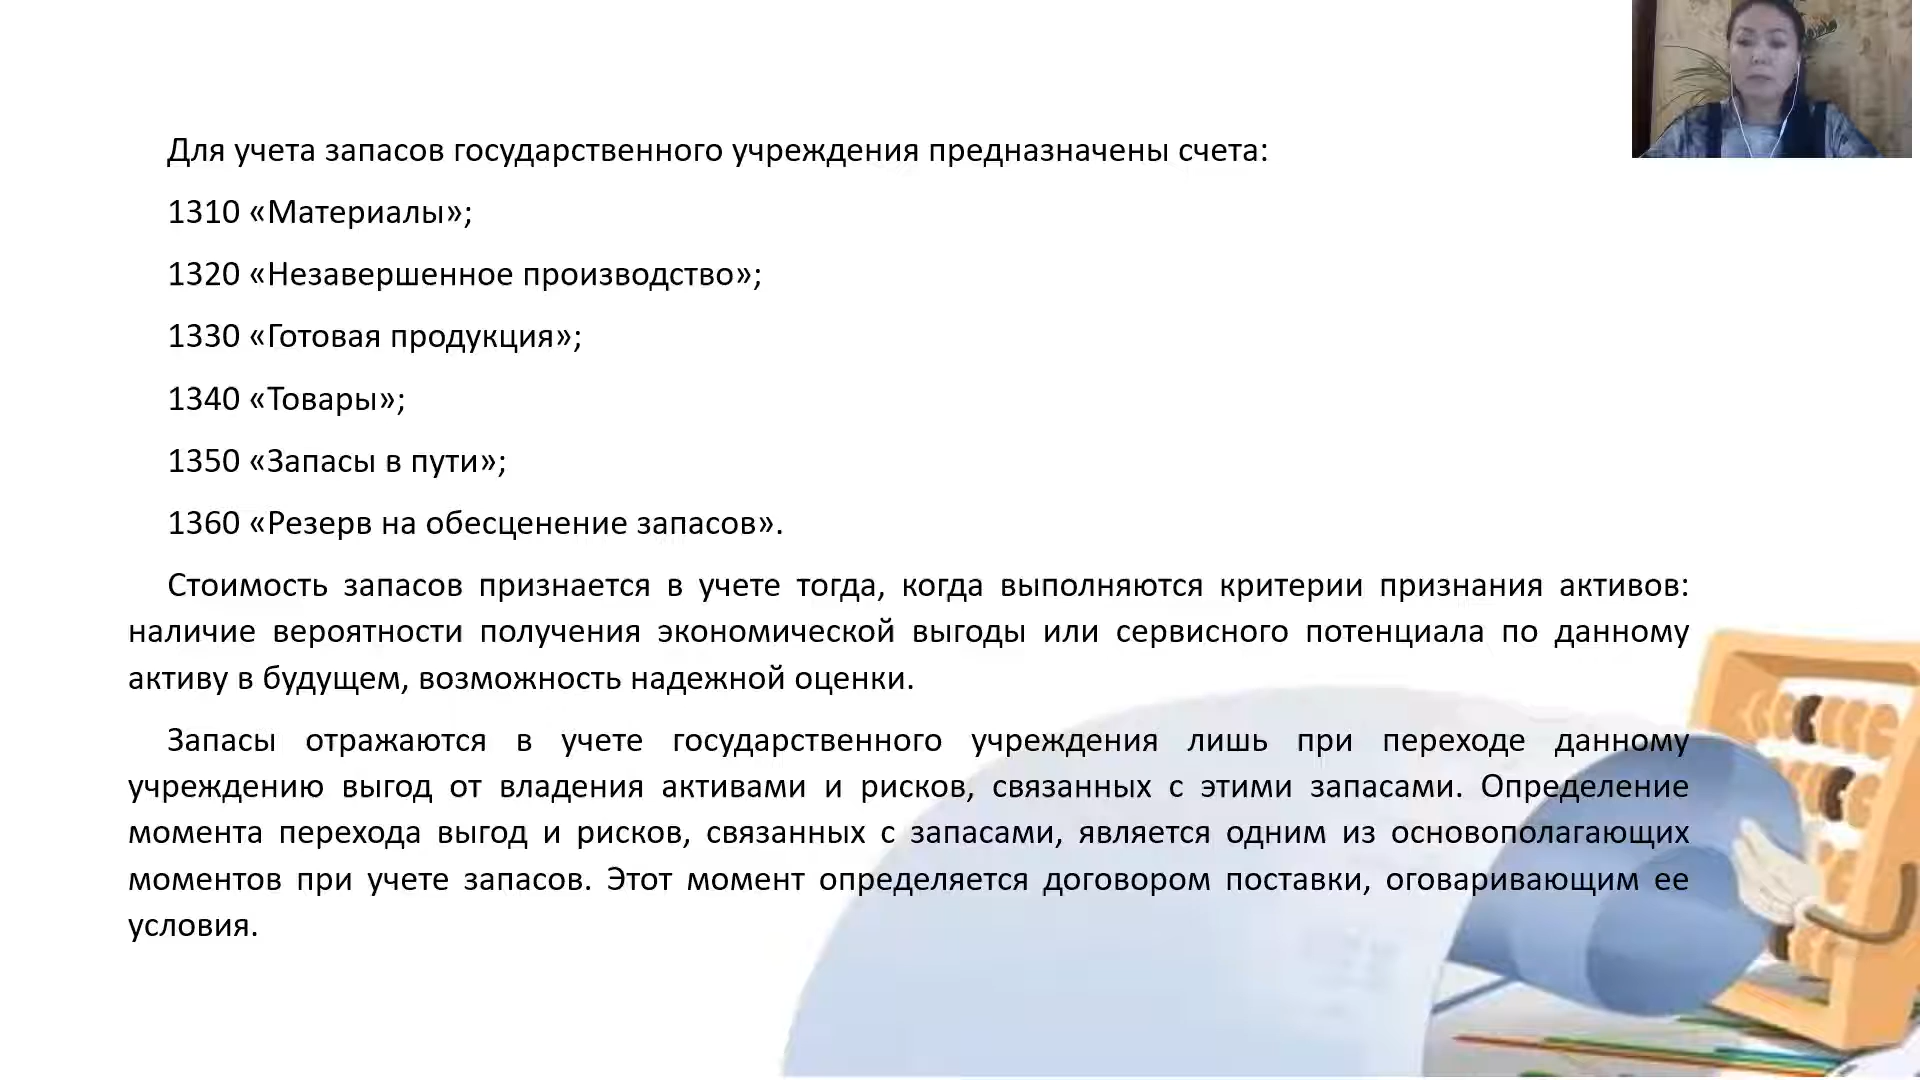 Для учета запасов государственного учреждения предназначены счета:
1310 «Материалы»;
1320 «Незавершенное производство»;
1330 «Готовая продукция»;
1340 «Товары»;
1350 «Запасы в пути»;
1360 «Резерв на обесценение запасов».
Стоимость запасов признается в учете тогда, когда выполняются критерии признания активов:
наличие вероятности получения экономической выгоды или сервисного потенциала по данному
активу в будущем, возможность надежной оценки.
Запасы отражаются в учете государственного учреждения лишь при переходе данному
учреждению выгод от владения активами и рисков, связанных с этими запасами. Определение
момента перехода выгод и рисков, связанных с запасами, является одним из основополагающих
моментов при учете запасов. Этот момент определяется договором поставки, оговаривающим ее
условия.